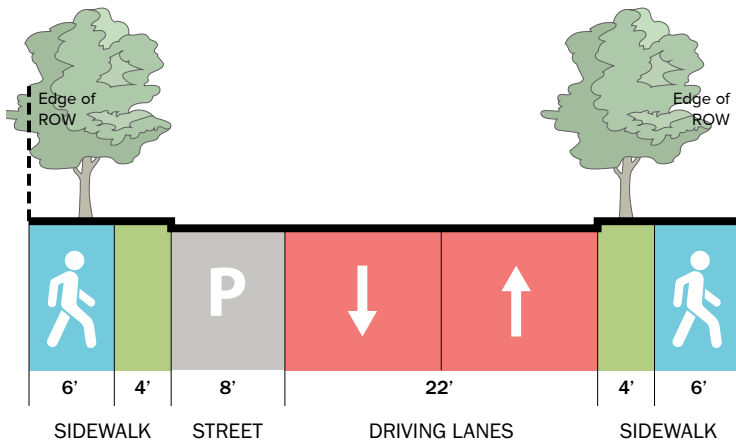 Edge of
ROW
Edge of
ROW
P
6’ 4’ 8’ 22’ 4’ 6’
SIDEWALK STREET DRIVING LANES SIDEWALK